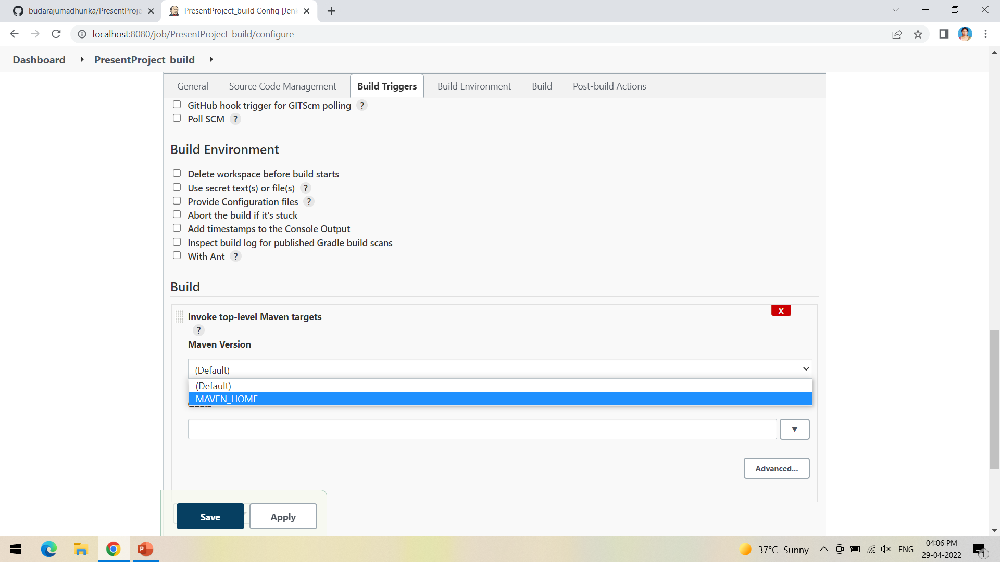 budarajumadhurika/PresentProje
PresentProject_build Config [Jenk
localhost:8080/job/PresentProject_build/configure
Dashboard
PresentProject_build
General
Source Code Management
Build Triggers
Build Environment
Build
Post-build Actions
GitHub hook trigger for GITScm polling ?
Poll SCM ?
Build Environment
Delete workspace before build starts
Use secret text(s) or file(s) ?
Provide Configuration files ?
Abort the build if it's stuck
Add timestamps to the Console Output
Inspect build log for published Gradle build scans
With Ant ?
Build
X
Invoke top-level Maven targets
?
Maven Version
(Default)
(Default)
MAVEN_HOME
Goals
Advanced...
Save
Apply
37°C Sunny
ENG
04:06 PM
29-04-2022
1